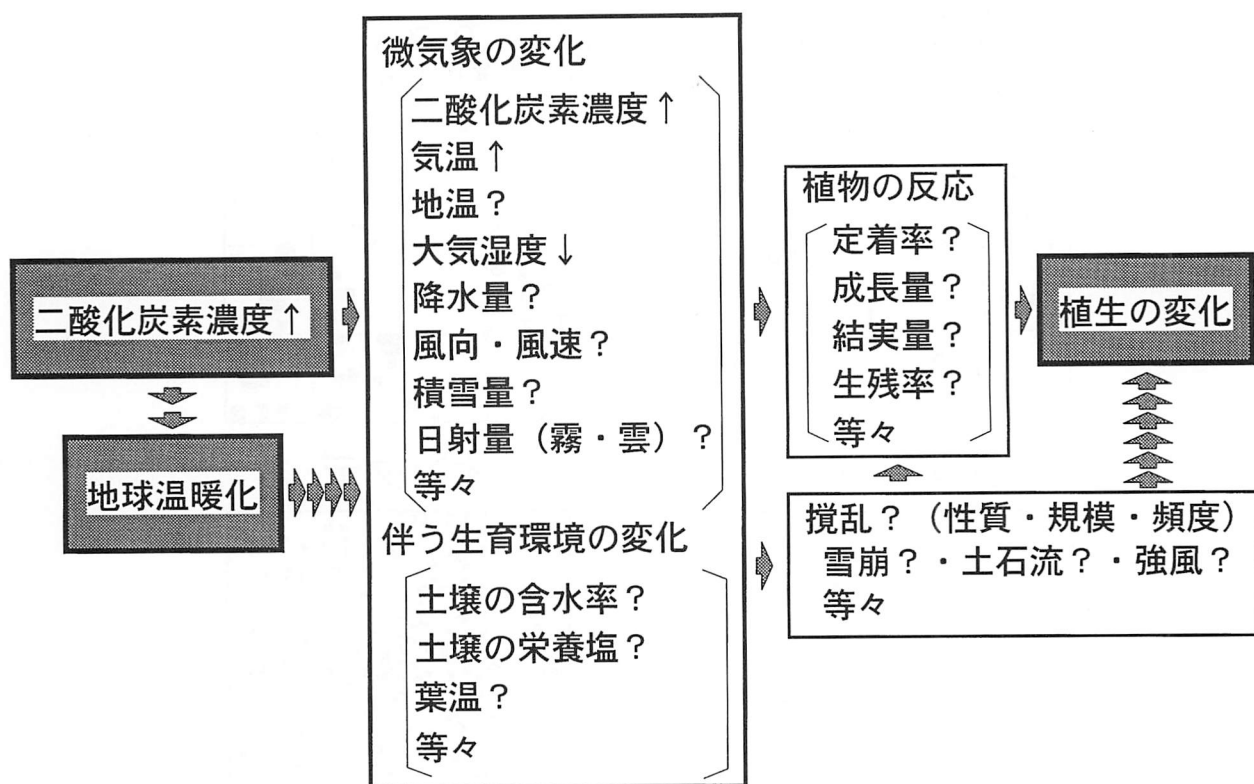 二酸化炭素濃度↑
地球温暖化
微気象の変化
二酸化炭素濃度↑
気温↑
地温？
大気湿度↓
降水量？
風向・風速？
積雪量？
日射量（霧・雲）？
等々
伴う生育環境の変化
土壌の含水率？
土壌の栄養塩？
葉温？
等々
植物の反応
定着率？
成長量？
結実量？
生残率？
等々
撹乱？（性質・規模・頻度）
雪崩？・土石流？・強風？
等々
植生の変化